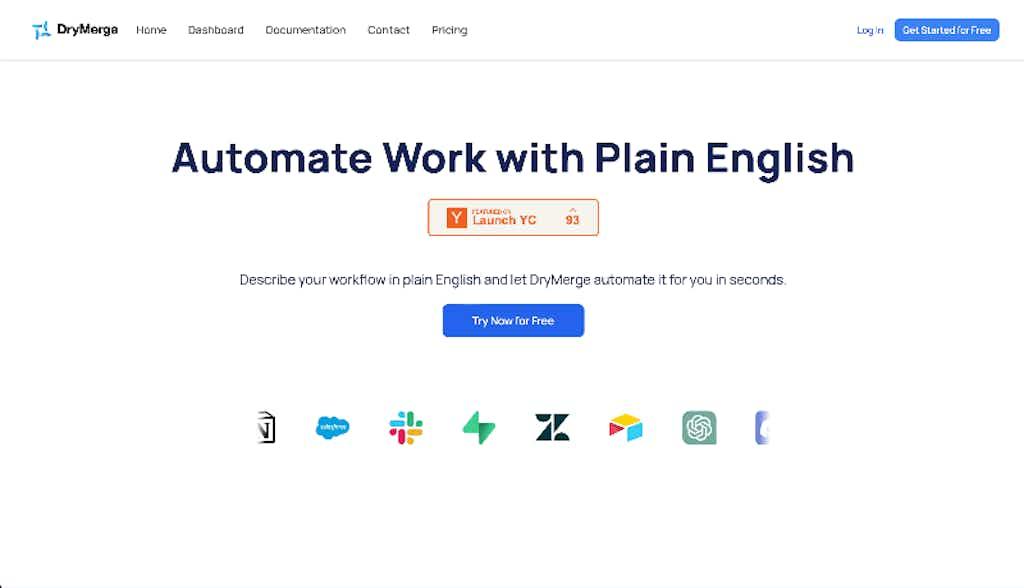 DryMerge Home Dashboard Documentation Contact Pricing Log In Get Started for Free
Automate Work with Plain English
FEATURED ON
Launch YC 93
Describe your workflow in plain English and let DryMerge automate it for you in seconds.
Try Now for Free
salesforce